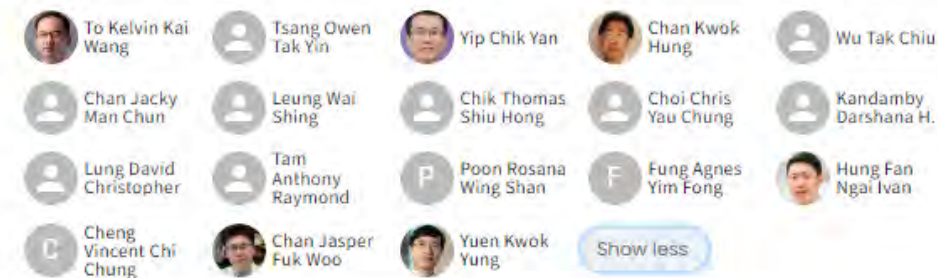 To Kelvin Kai
Wang
Tsang Owen
Tak Yin
Yip Chik Yan
Chan Kwok
Hung
Wu Tak Chiu
Chan Jacky
Man Chun
Leung Wai
Shing
Chik Thomas
Shiu Hong
Choi Chris
Yau Chung
Kandamby
Darshana H.
Lung David
Christopher
Tam
Anthony
Raymond
P
Poon Rosana
Wing Shan
F
Fung Agnes
Yim Fong
Hung Fan
Ngai Ivan
C
Cheng
Vincent Chi
Chung
Chan Jasper
Fuk Woo
Yuen Kwok
Yung
Show less